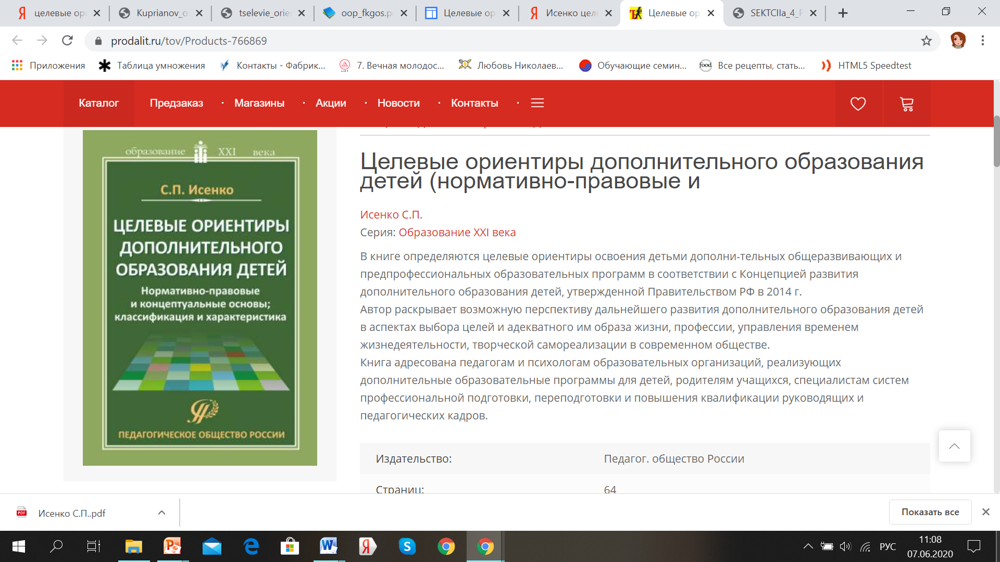 целевые ори
Kuprianov_o
tselevie_orie
oop_fkgos.pd
Целевые ор
Исенко целе
Целевые ор
SEKTCIIa_4_P
prodalit.ru/tov/Products-766869
Приложения
Таблица умножения
Контакты - Фабрик...
7. Вечная молодос...
Любовь Николаев...
Обучающие семин...
food
Все рецепты, стать...
HTML5 Speedtest
Каталог
Предзаказ
Магазины
Акции
Новости
Контакты
образование XXI века
С.П. Исенко
ЦЕЛЕВЫЕ ОРИЕНТИРЫ
ДОПОЛНИТЕЛЬНОГО
ОБРАЗОВАНИЯ ДЕТЕЙ
Нормативно-правовые
и концептуальные основы;
классификация и характеристика
ПЕДАГОГИЧЕСКОЕ ОБЩЕСТВО РОССИИ
Целевые ориентиры дополнительного образования
детей (нормативно-правовые и
Исенко С.П.
Серия: Образование XXI века
В книге определяются целевые ориентиры освоения детьми дополни-тельных общеразвивающих и
предпрофессиональных образовательных программ в соответствии с Концепцией развития
дополнительного образования детей, утвержденной Правительством РФ в 2014 г.
Автор раскрывает возможную перспективу дальнейшего развития дополнительного образования детей
в аспектах выбора целей и адекватного им образа жизни, профессии, управления временем
жизнедеятельности, творческой самореализации в современном обществе.
Книга адресована педагогам и психологам образовательных организаций, реализующих
дополнительные образовательные программы для детей, родителям учащихся, специалистам систем
профессиональной подготовки, переподготовки и повышения квалификации руководящих и
педагогических кадров.
Издательство: Педагог. общество России
Страниц: 64
Исенко С.П..pdf
Показать все
РУС
11:08
07.06.2020